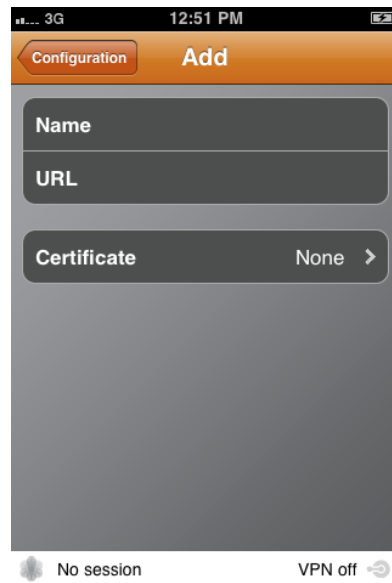 3G 12:51 PM
Configuration Add
Name
URL
Certificate None
No session VPN off